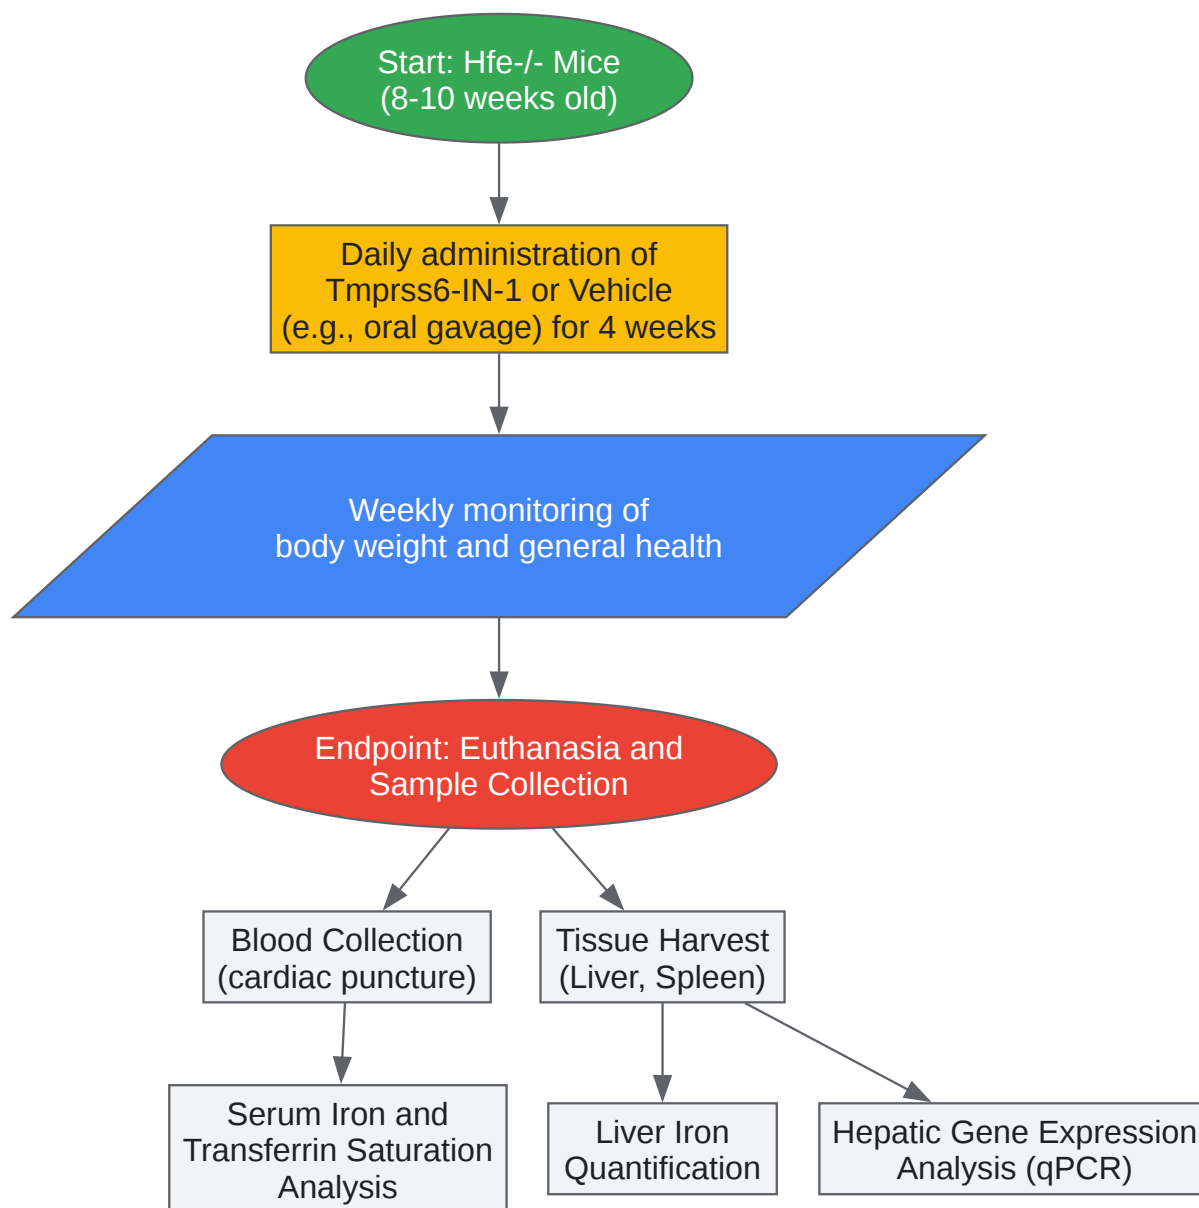 Start: Hfe-/- Mice
(8-10 weeks old)
Daily administration of
Tmprss6-IN-1 or Vehicle
(e.g., oral gavage) for 4 weeks
Weekly monitoring of
body weight and general health
Endpoint: Euthanasia and
Sample Collection
Blood Collection
(cardiac puncture)
Tissue Harvest
(Liver, Spleen)
Serum Iron and
Transferrin Saturation
Analysis
Liver Iron
Quantification
Hepatic Gene Expression
Analysis (qPCR)